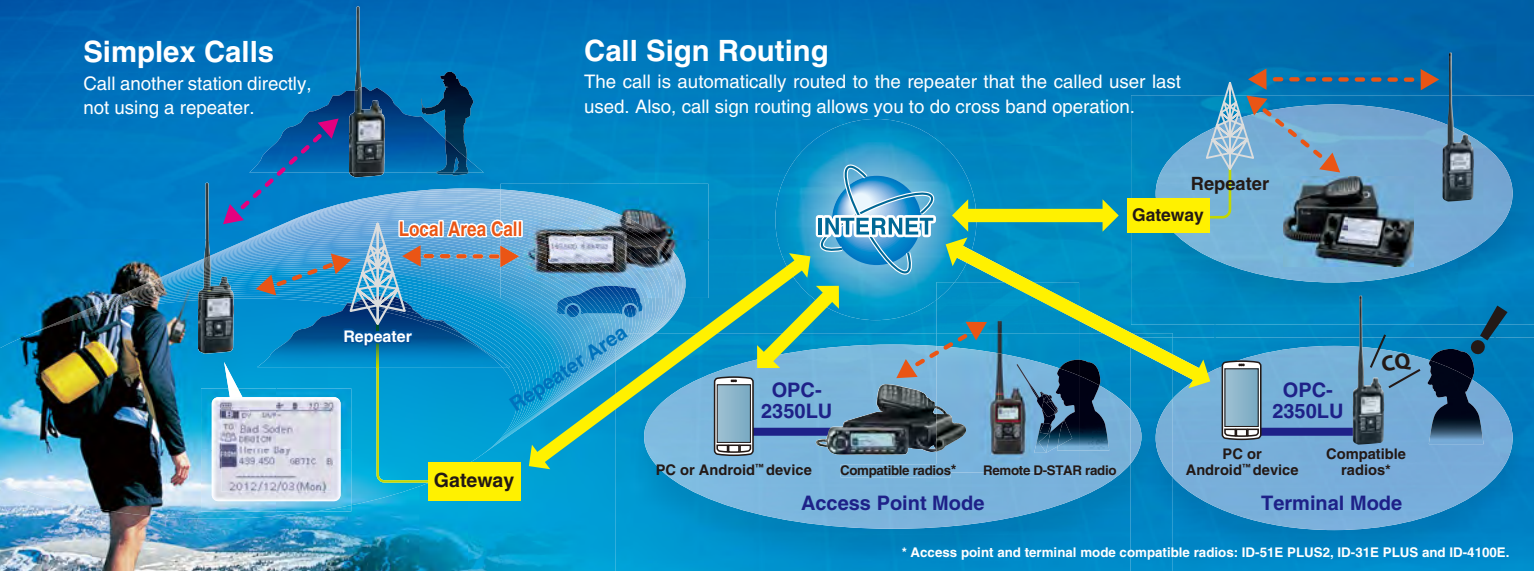 Simplex Calls
Call another station directly,
not using a repeater.
Call Sign Routing
The call is automatically routed to the repeater that the called user last
used. Also, call sign routing allows you to do cross band operation.
INTERNET
Gateway
Repeater
Local Area Call
Repeater
Repeater Area
Gateway
10:30
TO Bad Soden
FROM Herne Bay
439.450 GB7IC B
2012/12/03(Mon)
OPC-
2350LU
PC or Android™ device
Compatible radios*
Remote D-STAR radio
Access Point Mode
OPC-
2350LU
CQ
PC or
Android™ device
Compatible
radios*
Terminal Mode
* Access point and terminal mode compatible radios: ID-51E PLUS2, ID-31E PLUS and ID-4100E.